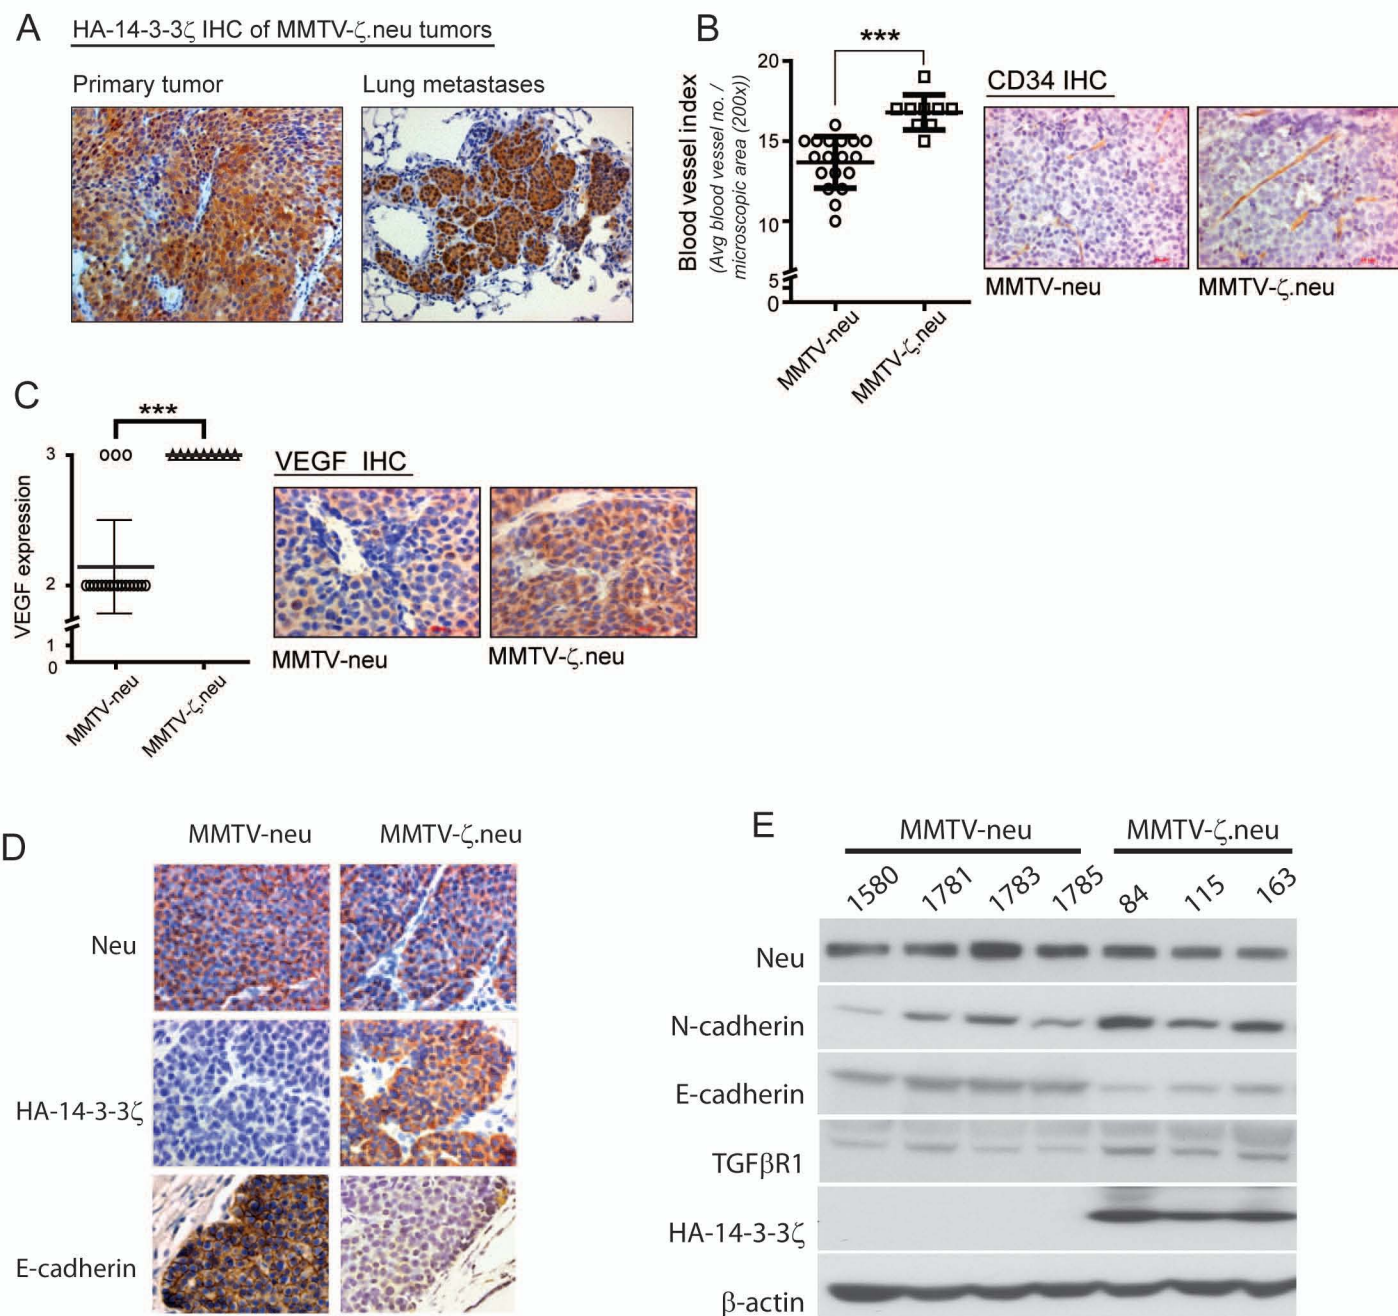 A
HA-14-3-3ζ IHC of MMTV-ζ.neu tumors
Primary tumor
Lung metastases
B
Blood vessel index
(Avg blood vessel no. /
microscopic area (200x))
20
15
10
5
0
***
MMTV-neu
MMTV-ζ.neu
CD34 IHC
MMTV-neu
MMTV-ζ.neu
C
VEGF expression
3
2
1
0
***
MMTV-neu
MMTV-ζ.neu
VEGF IHC
MMTV-neu
MMTV-ζ.neu
D
MMTV-neu
MMTV-ζ.neu
Neu
HA-14-3-3ζ
E-cadherin
E
MMTV-neu
MMTV-ζ.neu
1580
1781
1783
1785
84
115
163
Neu
N-cadherin
E-cadherin
TGFβR1
HA-14-3-3ζ
β-actin